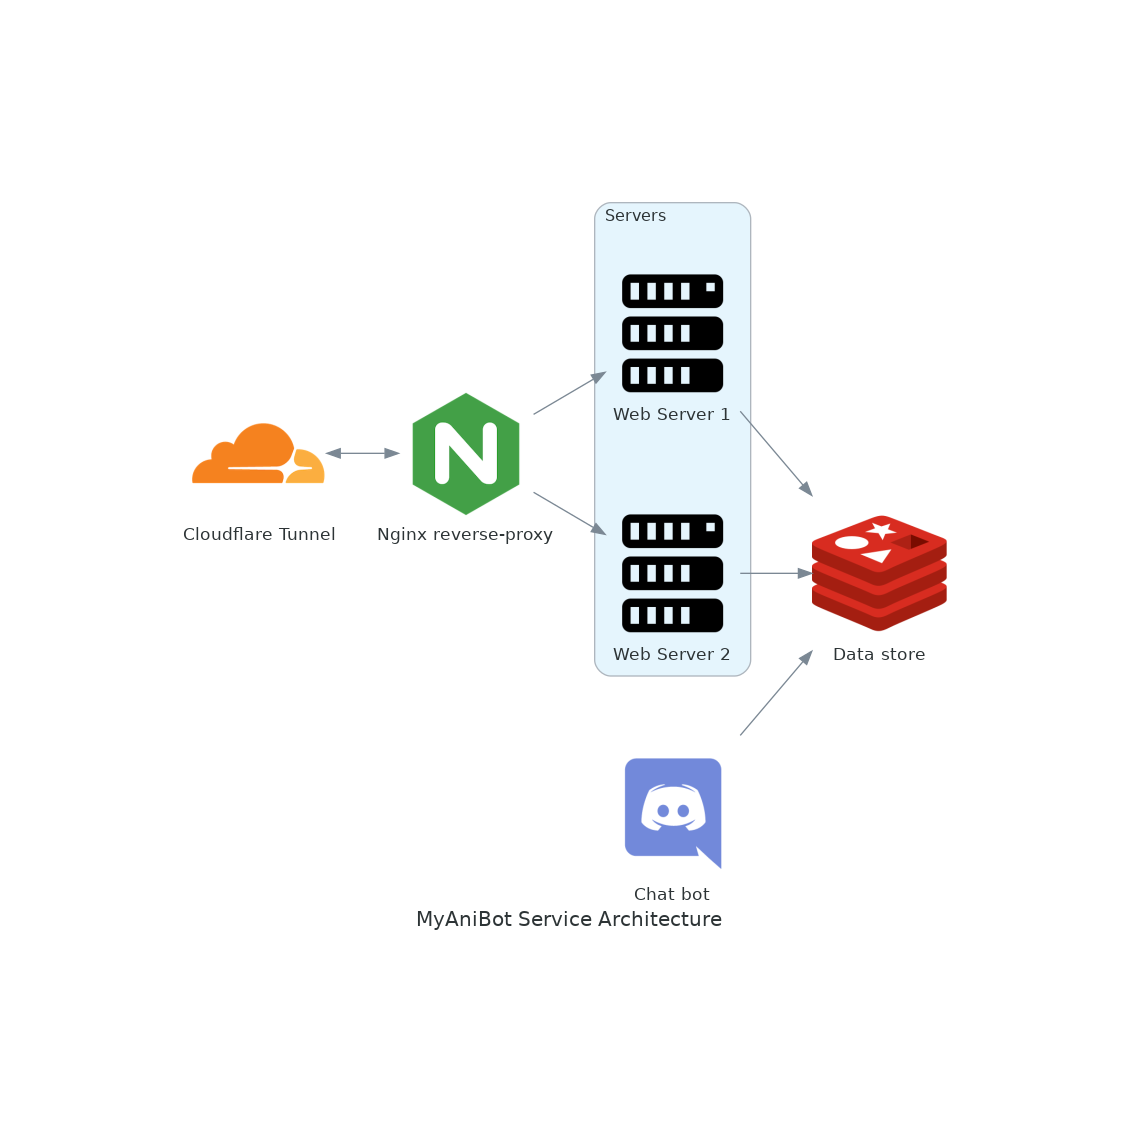 Servers
Web Server 1
Cloudflare Tunnel
Nginx reverse-proxy
Web Server 2
Data store
Chat bot
MyAniBot Service Architecture